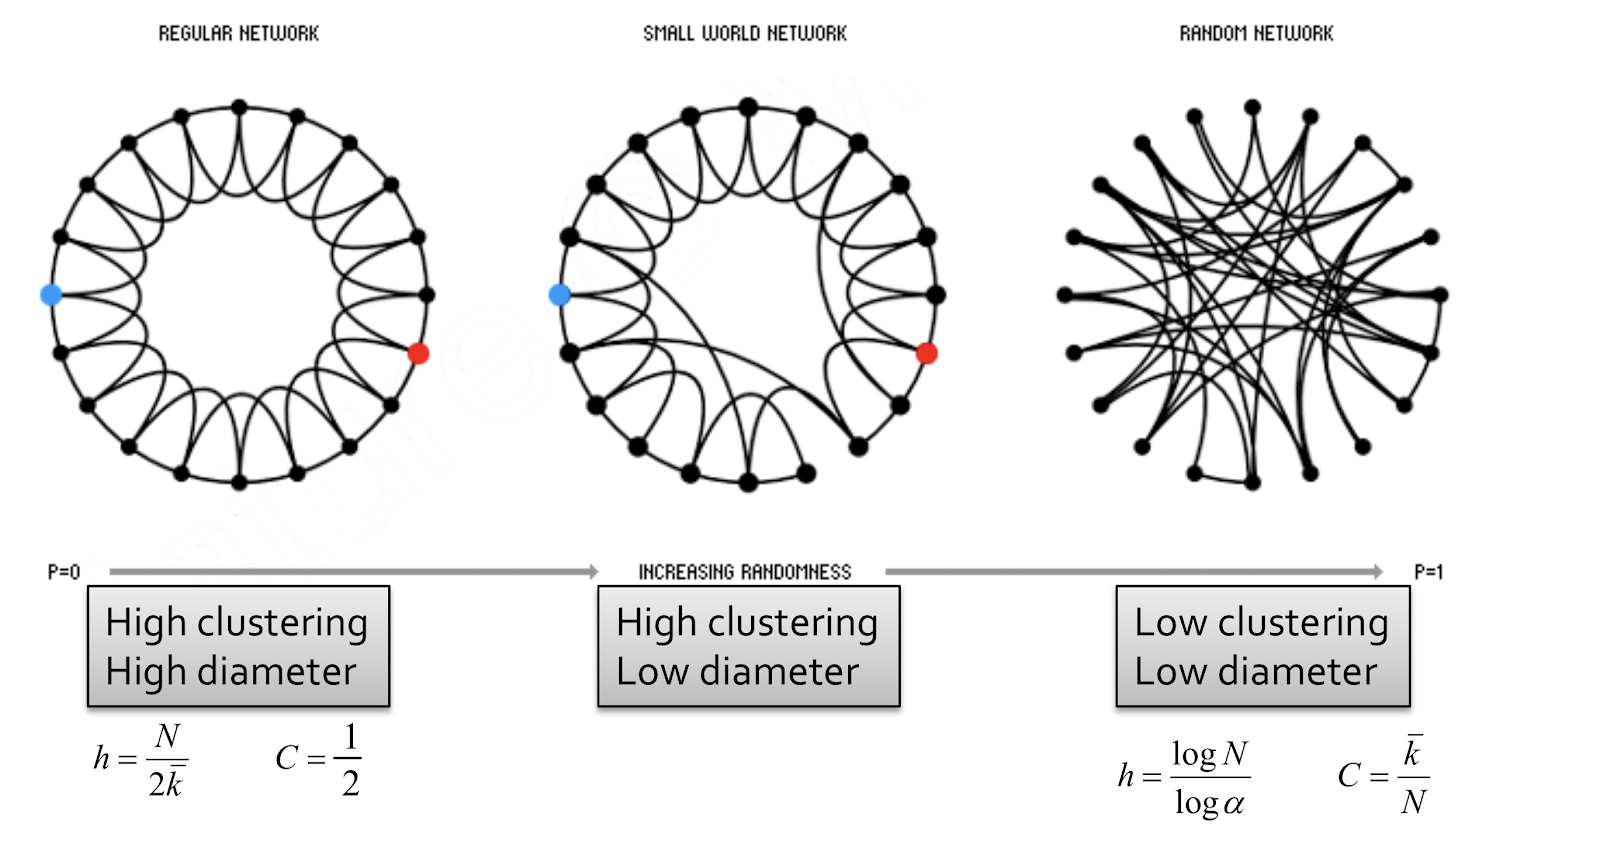 REGULAR NETWORK
SMALL WORLD NETWORK
RANDOM NETWORK
P=0
INCREASING RANDOMNESS
P=1
High clustering
High diameter
High clustering
Low diameter
Low clustering
Low diameter
h = N / 2k̄
C = 1 / 2
h = log N / log α
C = k̄ / N